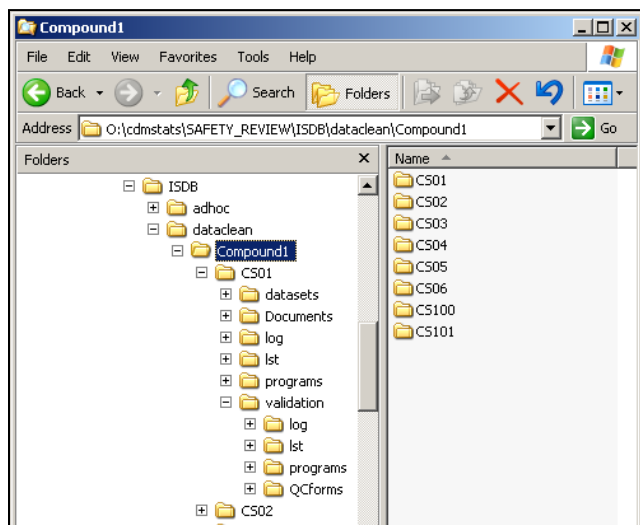 Compound1
File Edit View Favorites Tools Help
Back Search Folders
Address O:\cdmstats\SAFETY_REVIEW\ISDB\dataclean\Compound1 Go
Folders
ISDB
adhoc
dataclean
Compound1
CS01
datasets
Documents
log
lst
programs
validation
log
lst
programs
QCforms
CS02
Name
CS01
CS02
CS03
CS04
CS05
CS06
CS100
CS101